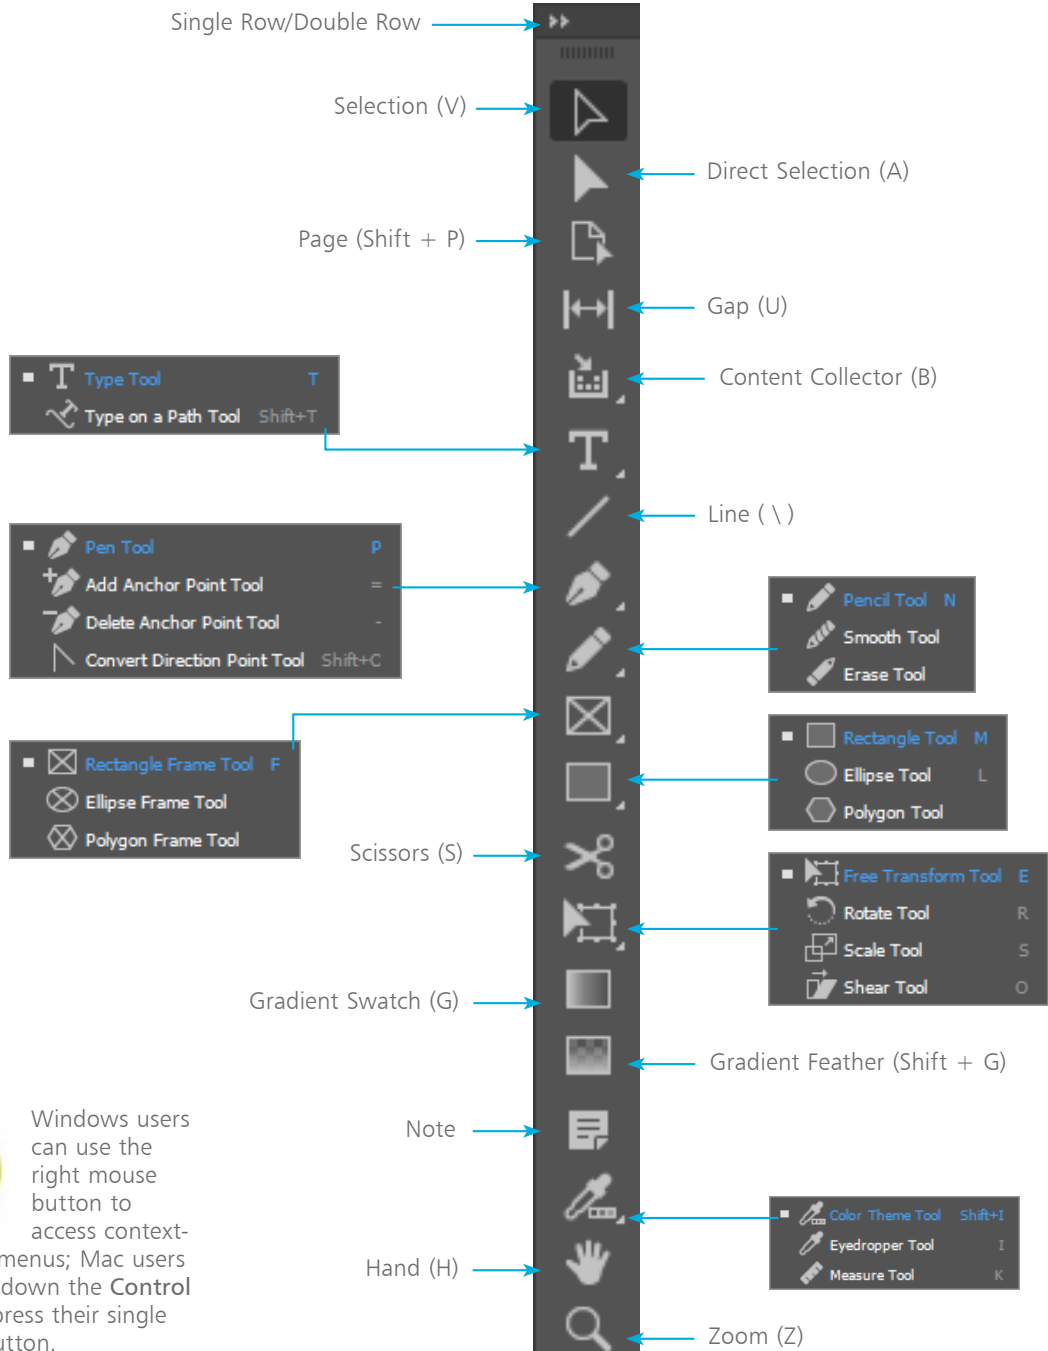 Single Row/Double Row
Selection (V)
Direct Selection (A)
Page (Shift + P)
Gap (U)
Content Collector (B)
Type Tool T
Type on a Path Tool Shift+T
Line ( \ )
Pen Tool P
Add Anchor Point Tool =
Delete Anchor Point Tool -
Convert Direction Point Tool Shift+C
Pencil Tool N
Smooth Tool
Erase Tool
Rectangle Frame Tool F
Ellipse Frame Tool
Polygon Frame Tool
Rectangle Tool M
Ellipse Tool L
Polygon Tool
Scissors (S)
Free Transform Tool E
Rotate Tool R
Scale Tool S
Shear Tool O
Gradient Swatch (G)
Gradient Feather (Shift + G)
Note
Color Theme Tool Shift+I
Eyedropper Tool I
Measure Tool K
Hand (H)
Zoom (Z)
Windows users
can use the
right mouse
button to
access context-
menus; Mac users
down the Control
press their single
utton.